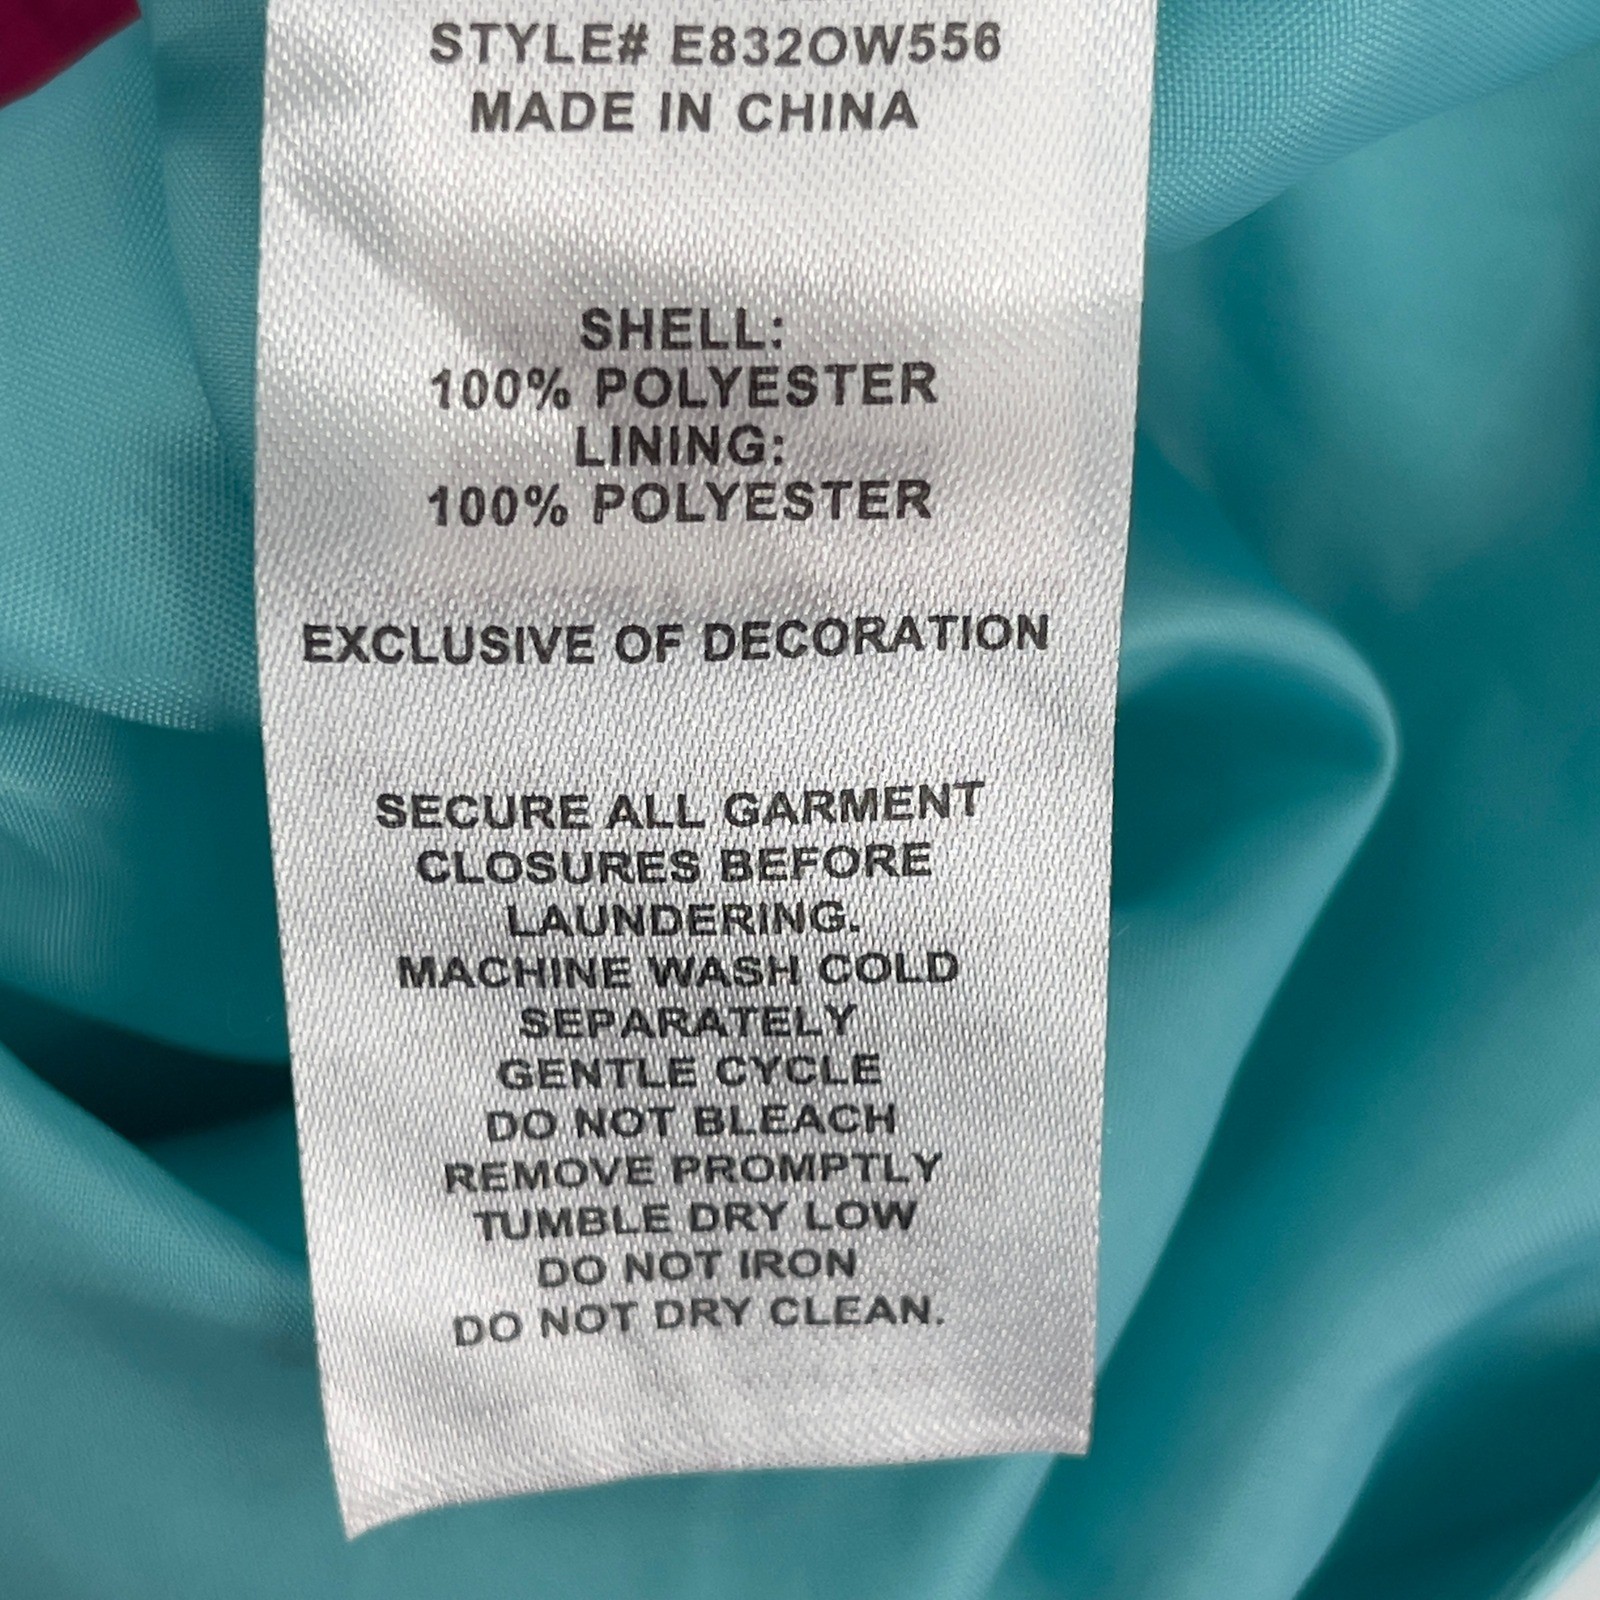 STYLE# E832OW556
MADE IN CHINA
SHELL:
100% POLYESTER
LINING:
100% POLYESTER
EXCLUSIVE OF DECORATION
SECURE ALL GARMENT
CLOSURES BEFORE
LAUNDERING.
MACHINE WASH COLD
SEPARATELY
GENTLE CYCLE
DO NOT BLEACH
REMOVE PROMPTLY
TUMBLE DRY LOW
DO NOT IRON
DO NOT DRY CLEAN.